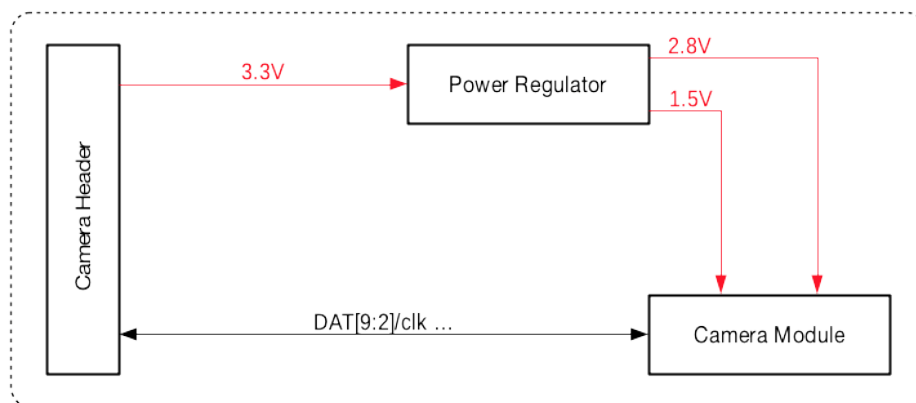 2.8V
3.3V
Power Regulator
1.5V
Camera Header
DAT[9:2]/clk ...
Camera Module